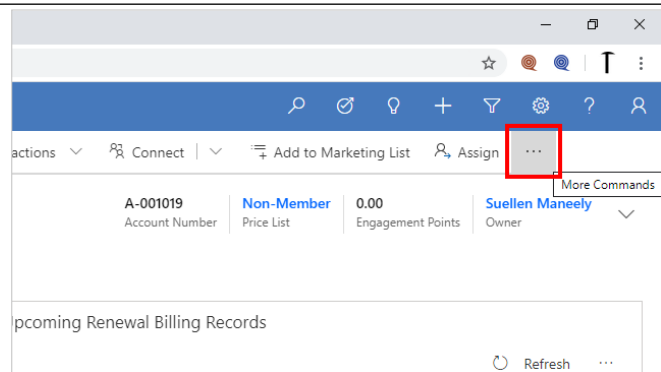 actions Connect Add to Marketing List Assign ...
More Commands
A-001019 Non-Member 0.00 Suellen Maneely
Account Number Price List Engagement Points Owner
Upcoming Renewal Billing Records
Refresh ...